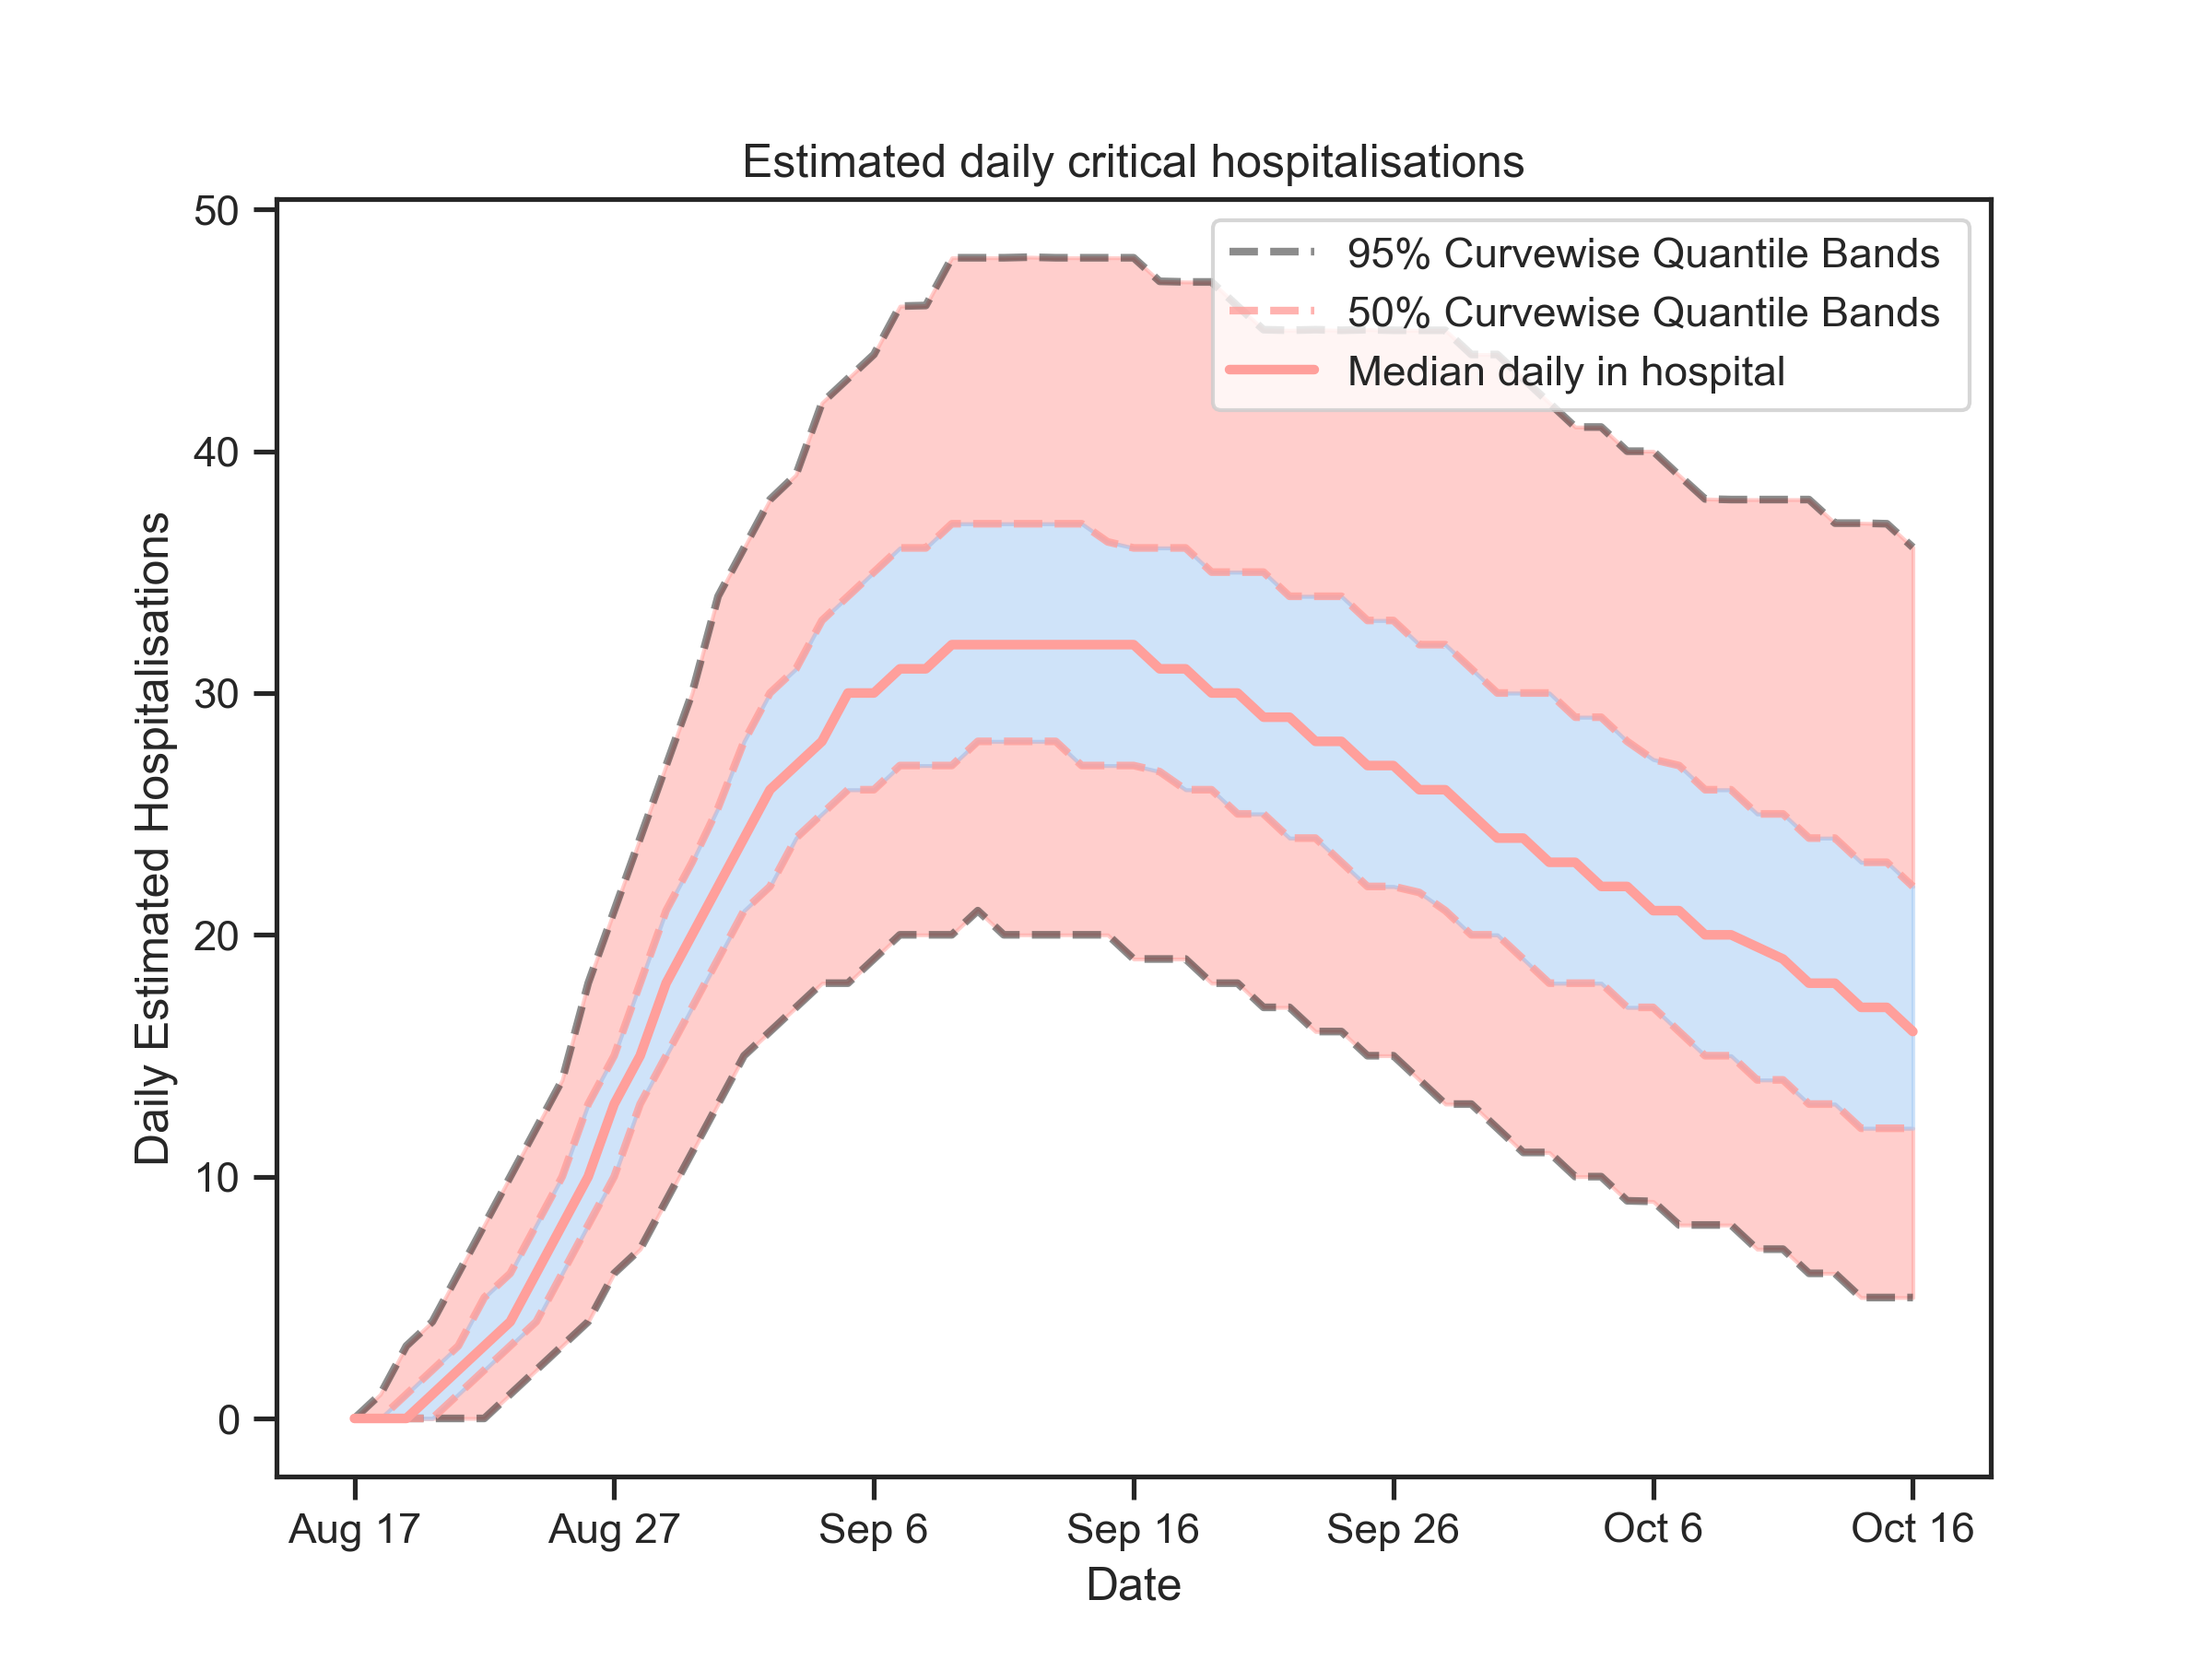 Estimated daily critical hospitalisations
50
40
30
20
10
0
Daily Estimated Hospitalisations
95% Curvewise Quantile Bands
50% Curvewise Quantile Bands
Median daily in hospital
Aug 17
Aug 27
Sep 6
Sep 16
Sep 26
Oct 6
Oct 16
Date